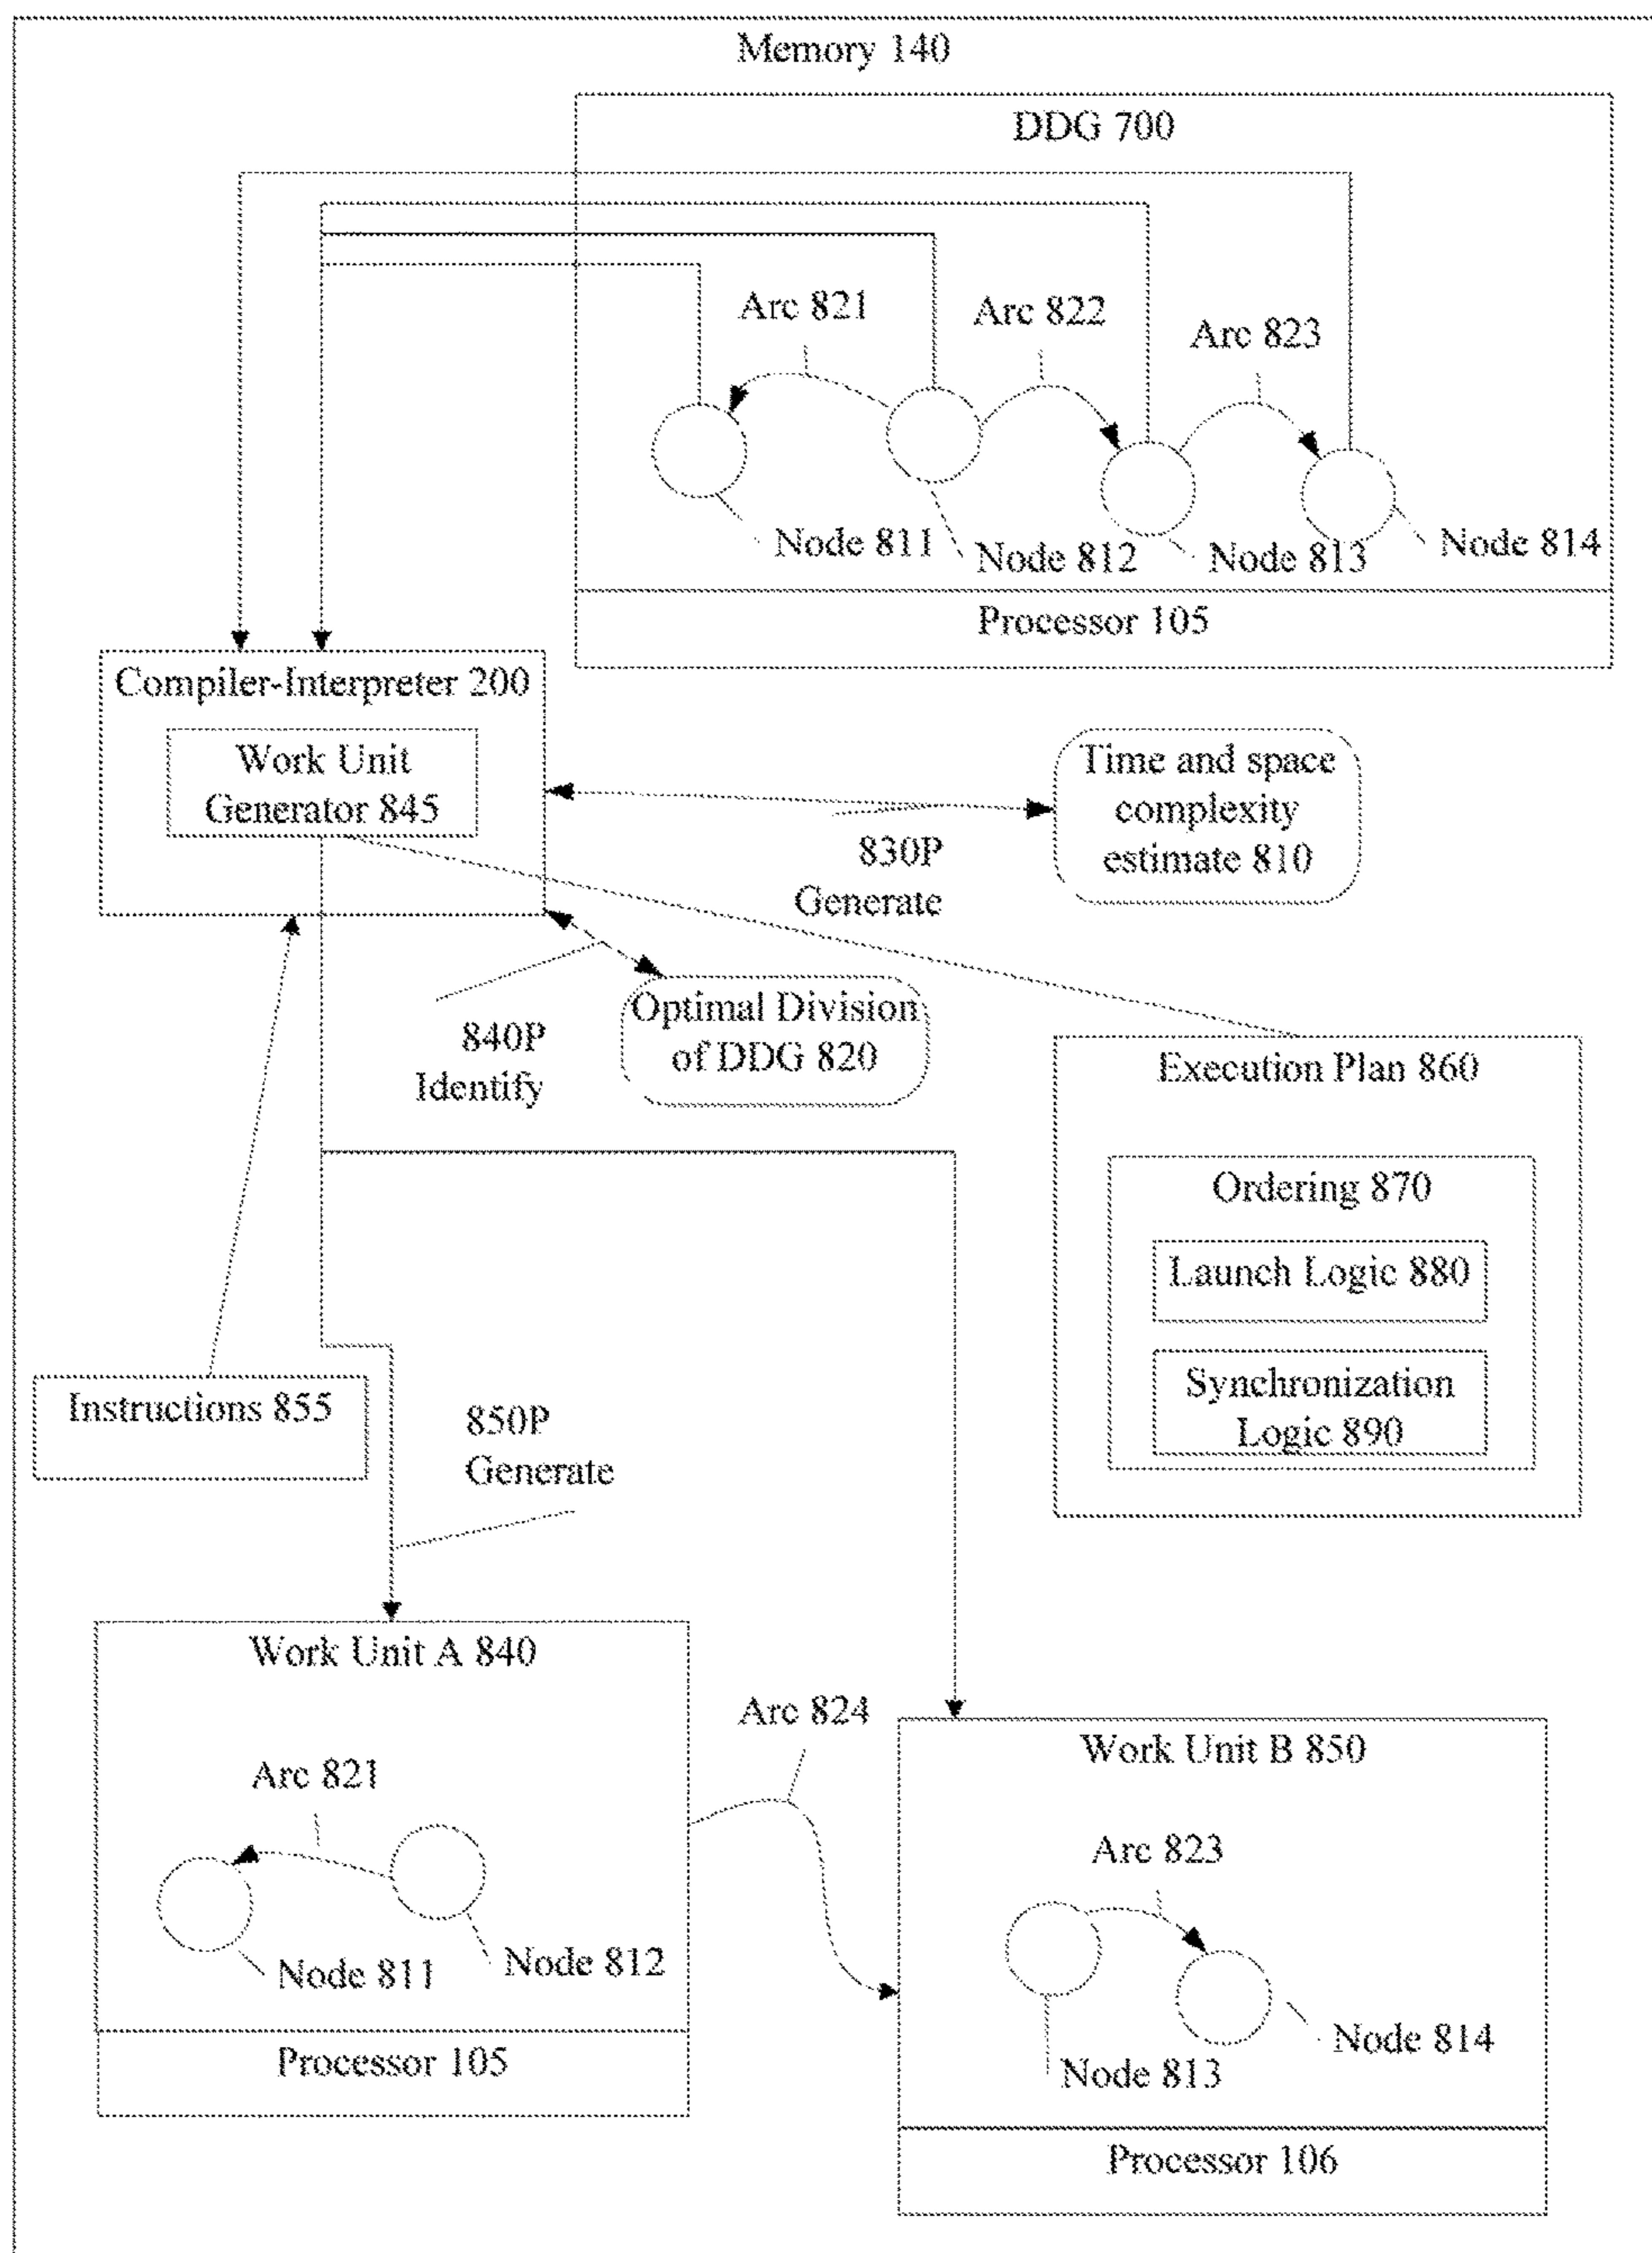 Memory 140
DDG 700
Arc 821
Arc 822
Arc 823
Node 811
Node 812
Node 813
Node 814
Processor 105
Compiler-Interpreter 200
Work Unit
Generator 845
Time and space
complexity
estimate 810
830P
Generate
Optimal Division
of DDG 820
840P
Identify
Execution Plan 860
Ordering 870
Launch Logic 880
Synchronization
Logic 890
Instructions 855
850P
Generate
Work Unit A 840
Arc 821
Node 811
Node 812
Processor 105
Arc 824
Work Unit B 850
Arc 823
Node 813
Node 814
Processor 106